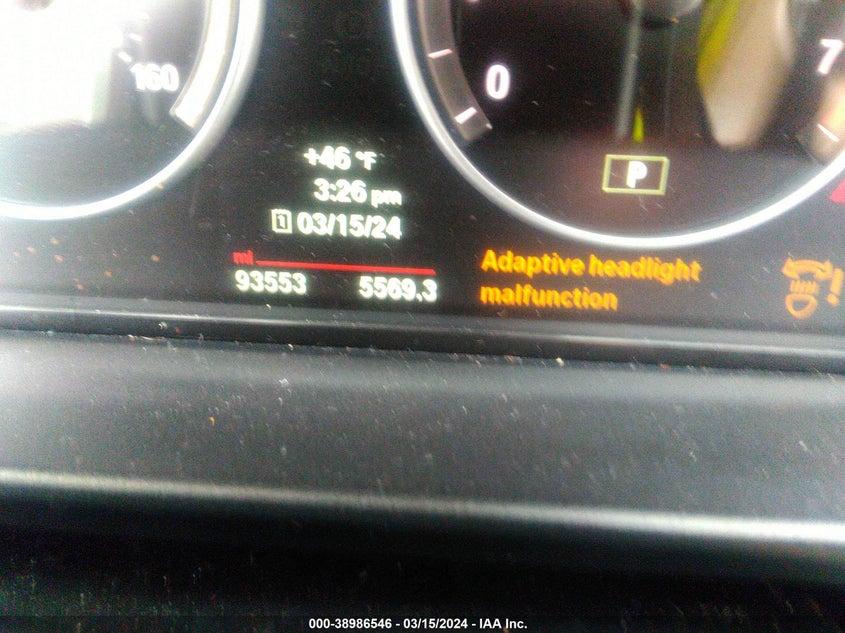 160
0
7
P
+46 °F
3:26 pm
1 03/15/24
mi
93553 5569.3
Adaptive headlight
malfunction
000-38986546 - 03/15/2024 - IAA Inc.